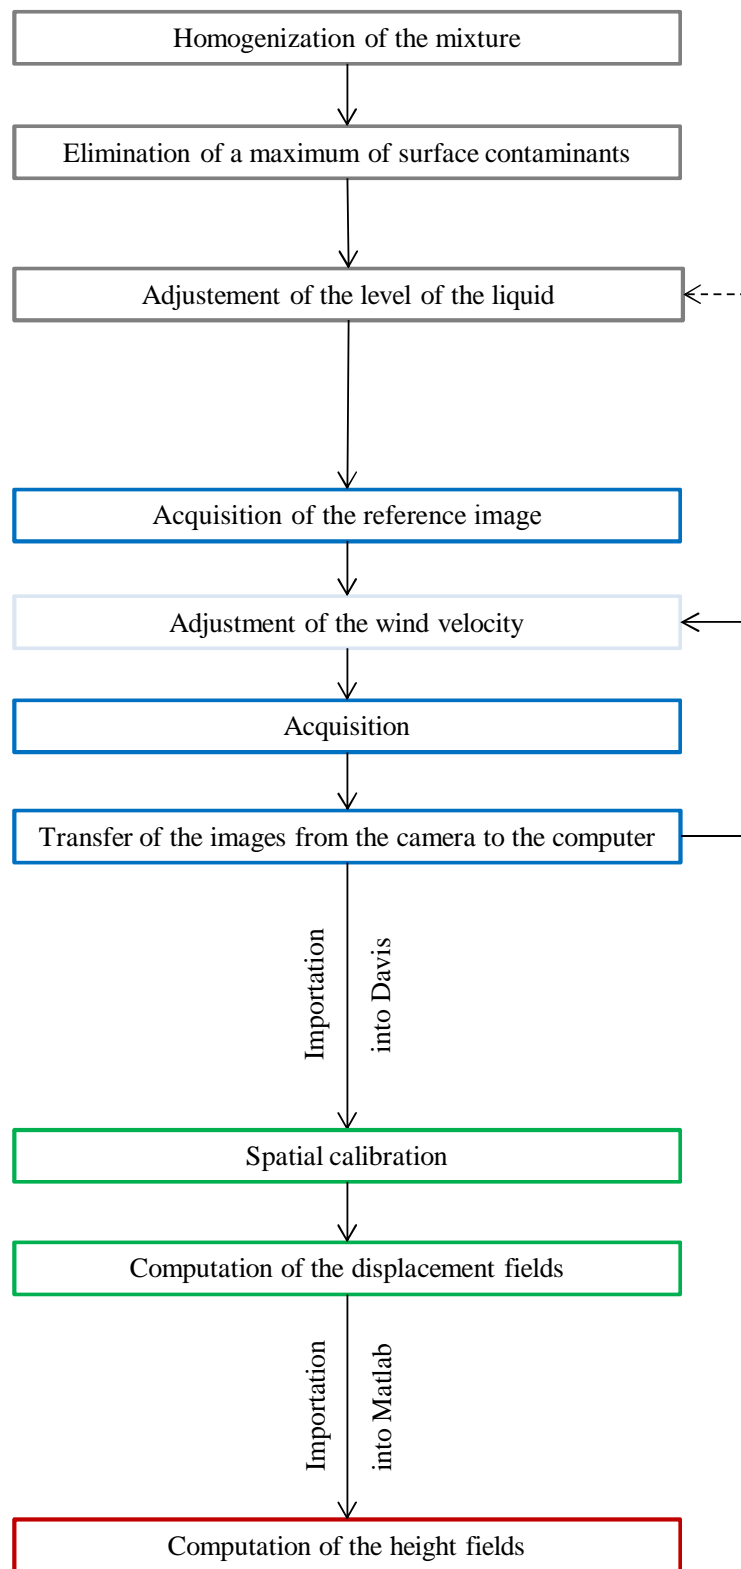 Homogenization of the mixture
Elimination of a maximum of surface contaminants
Adjustement of the level of the liquid
Acquisition of the reference image
Adjustment of the wind velocity
Acquisition
Transfer of the images from the camera to the computer
Importation
into Davis
Spatial calibration
Computation of the displacement fields
Importation
into Matlab
Computation of the height fields